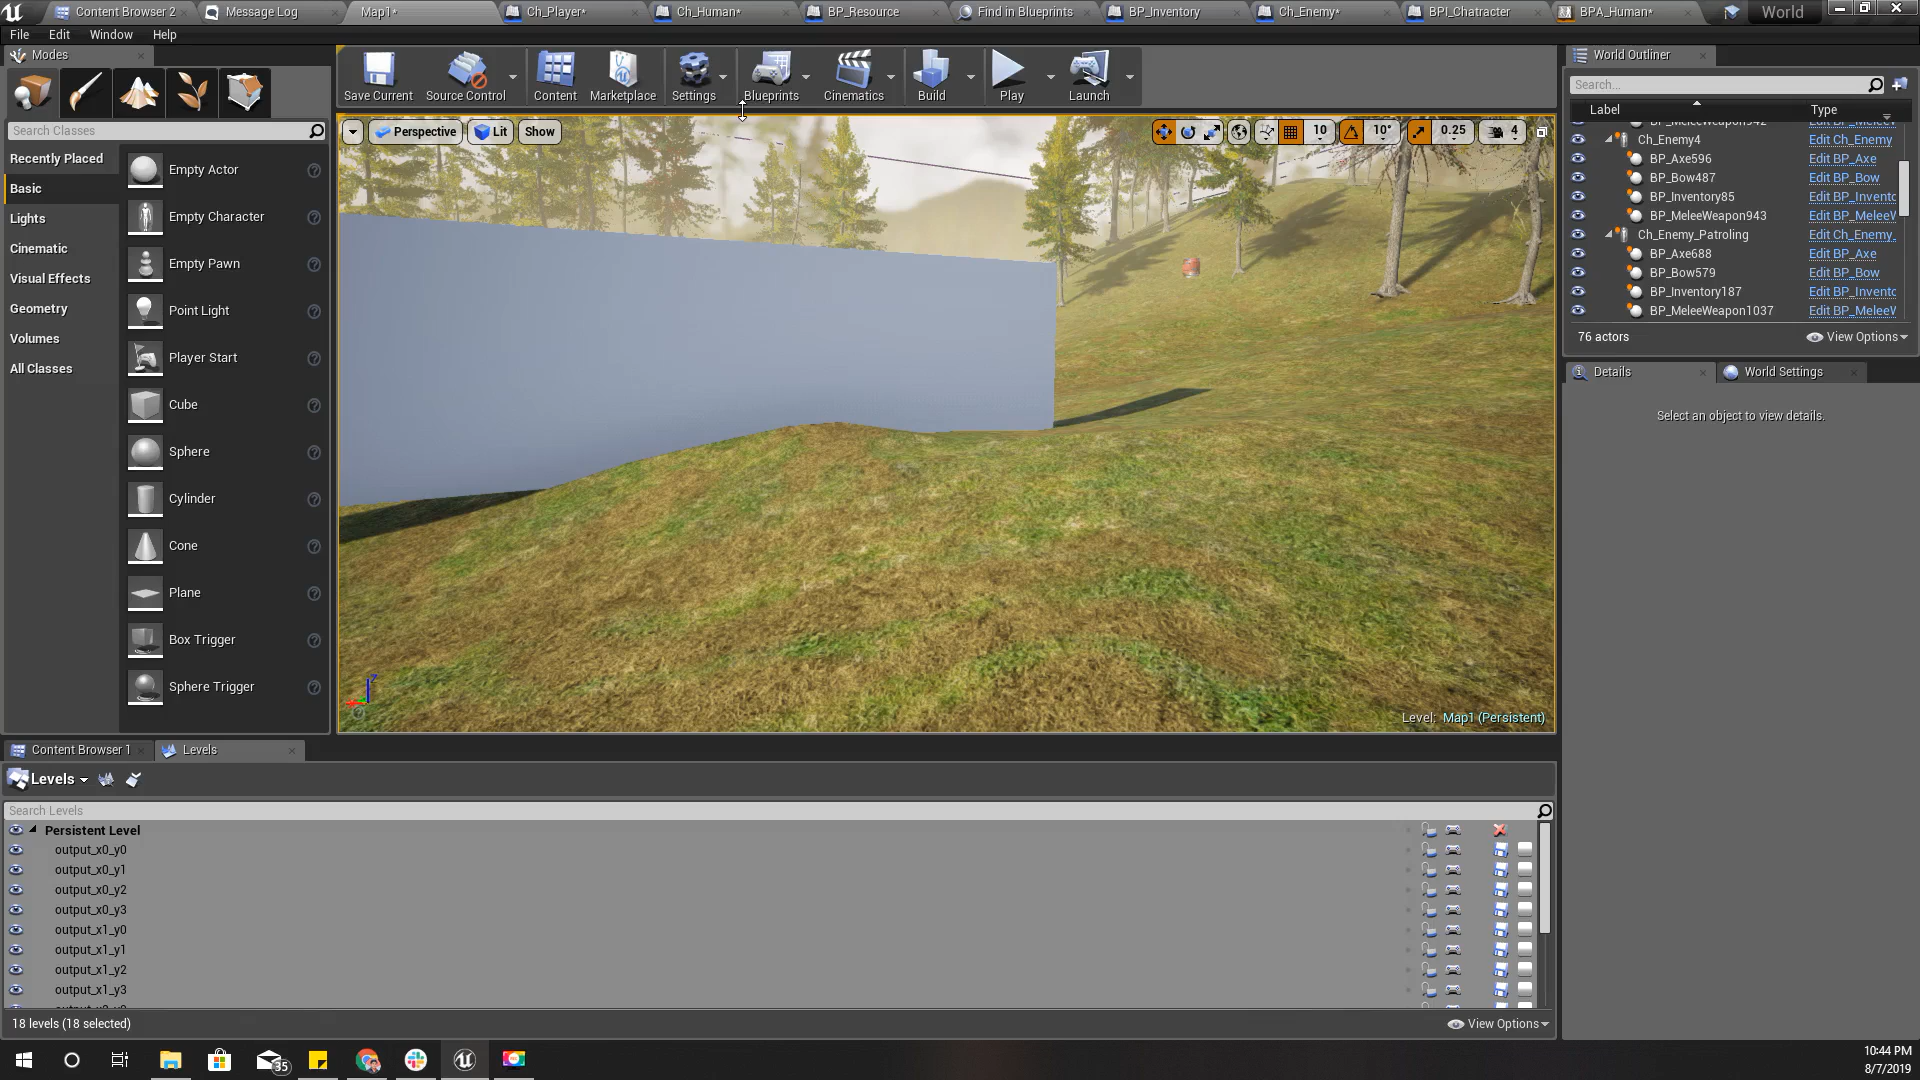 Content Browser 2
Message Log
Map1*
Ch_Player*
Ch_Human*
BP_Resource
Find in Blueprints
BP_Inventory
Ch_Enemy*
BPI_Chatracter
BPA_Human*
World
File Edit Window Help
Modes
Search Classes
Recently Placed
Basic
Lights
Cinematic
Visual Effects
Geometry
Volumes
All Classes
Empty Actor
Empty Character
Empty Pawn
Point Light
Player Start
Cube
Sphere
Cylinder
Cone
Plane
Box Trigger
Sphere Trigger
Save Current
Source Control
Content
Marketplace
Settings
Blueprints
Cinematics
Build
Play
Launch
Perspective
Lit
Show
10
10°
0.25
4
Level: Map1 (Persistent)
World Outliner
Search...
Label Type
Ch_Enemy4 Edit Ch_Enemy
BP_Axe596 Edit BP_Axe
BP_Bow487 Edit BP_Bow
BP_Inventory85 Edit BP_Invento
BP_MeleeWeapon943 Edit BP_MeleeW
Ch_Enemy_Patroling Edit Ch_Enemy_
BP_Axe688 Edit BP_Axe
BP_Bow579 Edit BP_Bow
BP_Inventory187 Edit BP_Invento
BP_MeleeWeapon1037 Edit BP_MeleeW
76 actors
View Options
Details
World Settings
Select an object to view details.
Content Browser 1
Levels
Levels
Search Levels
Persistent Level
output_x0_y0
output_x0_y1
output_x0_y2
output_x0_y3
output_x1_y0
output_x1_y1
output_x1_y2
output_x1_y3
18 levels (18 selected)
View Options
35
10:44 PM
8/7/2019